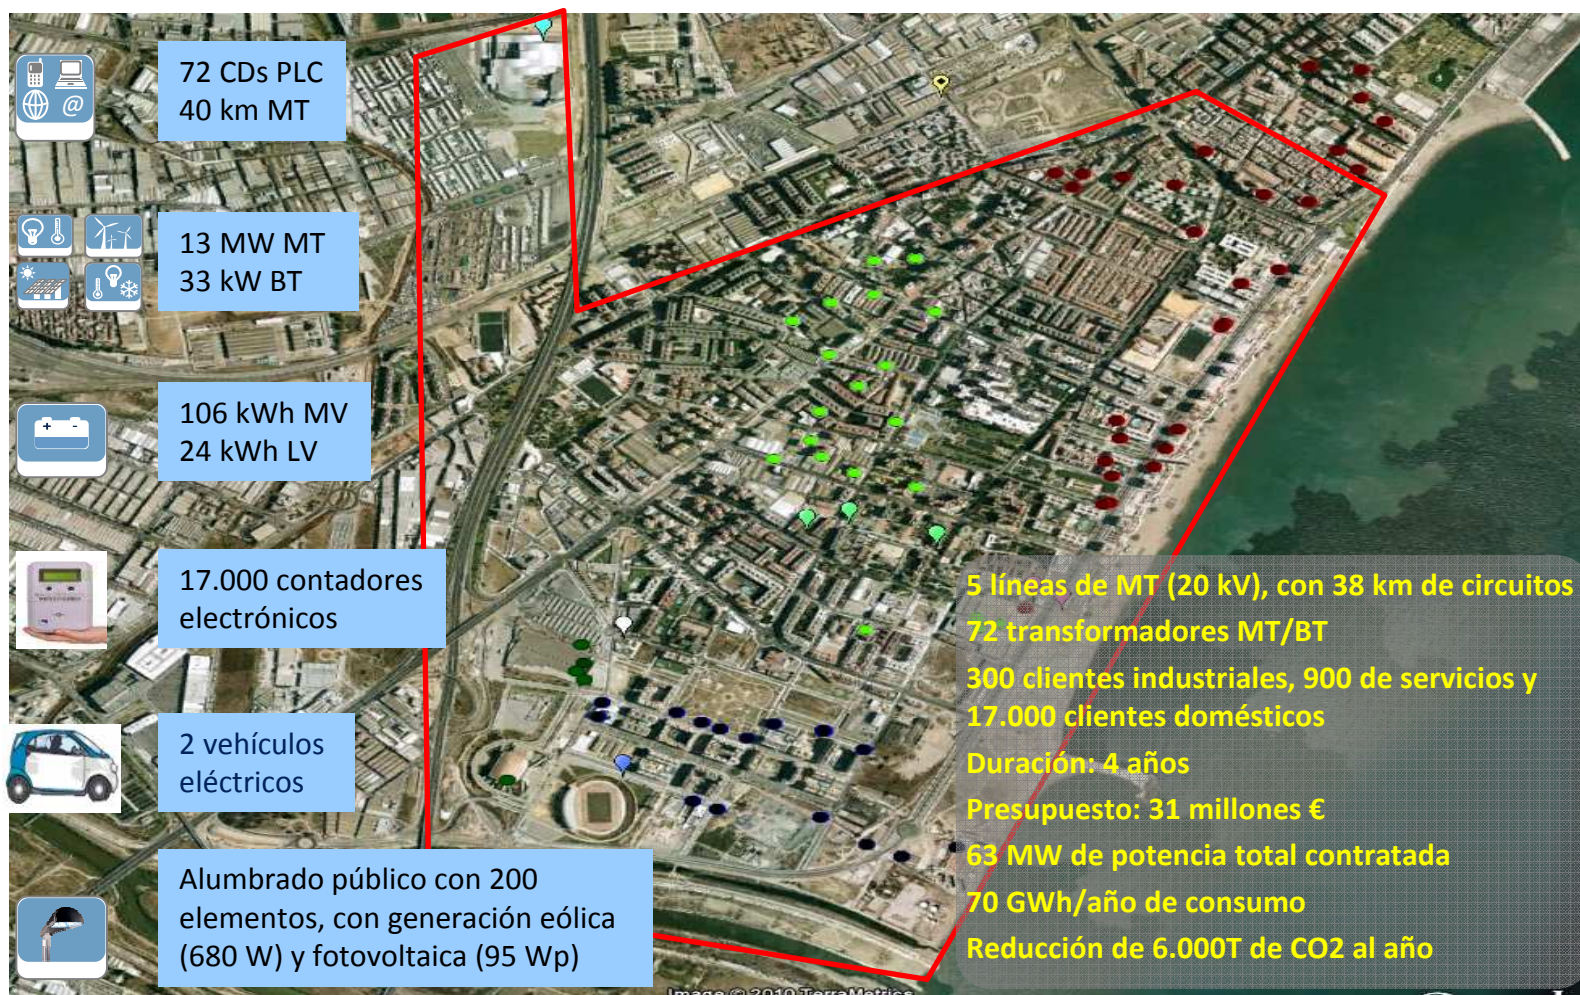 72 CDs PLC
40 km MT
@
13 MW MT
33 kW BT
106 kWh MV
24 kWh LV
17.000 contadores
electrónicos
2 vehículos
eléctricos
Alumbrado público con 200
elementos, con generación eólica
(680 W) y fotovoltaica (95 Wp)
5 líneas de MT (20 kV), con 38 km de circuitos
72 transformadores MT/BT
300 clientes industriales, 900 de servicios y
17.000 clientes domésticos
Duración: 4 años
Presupuesto: 31 millones €
63 MW de potencia total contratada
70 GWh/año de consumo
Reducción de 6.000T de CO2 al año
Image © 2010 TerraMetrics